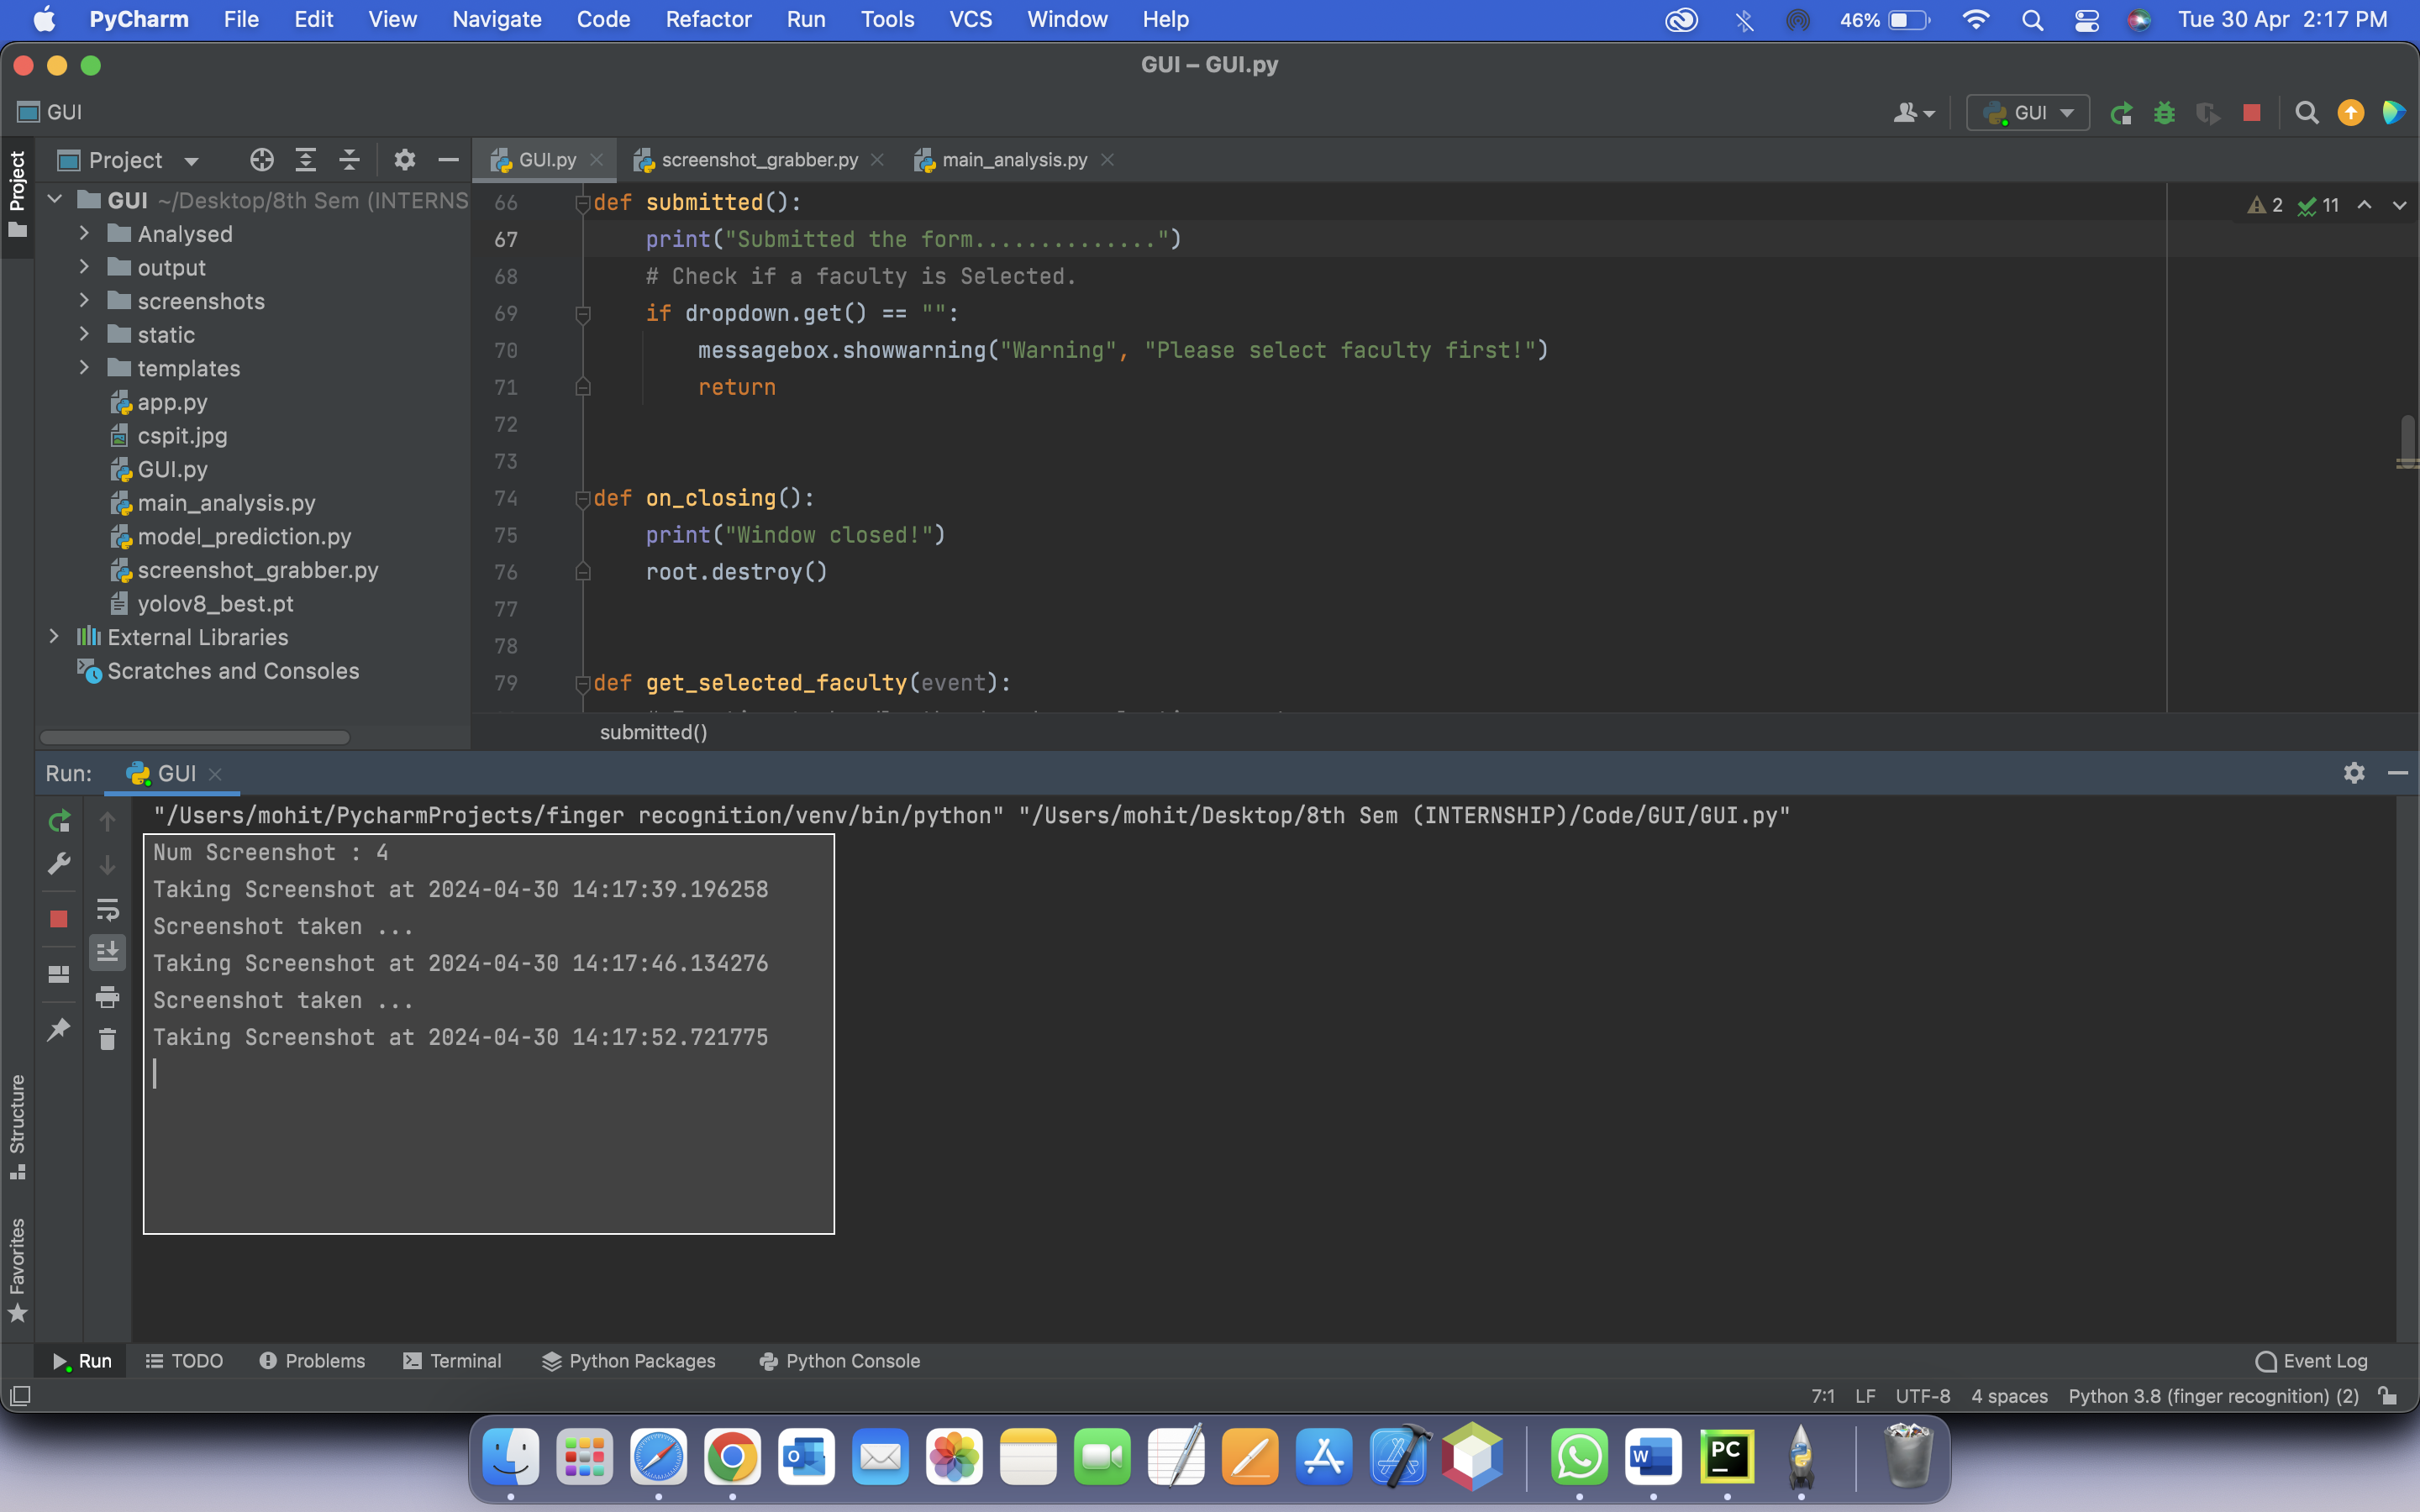 PyCharm File Edit View Navigate Code Refactor Run Tools VCS Window Help 46% Tue 30 Apr 2:17 PM
GUI – GUI.py
GUI GUI
Project GUI.py screenshot_grabber.py main_analysis.py
Project
GUI ~/Desktop/8th Sem (INTERNS
Analysed
output
screenshots
static
templates
app.py
cspit.jpg
GUI.py
main_analysis.py
model_prediction.py
screenshot_grabber.py
yolov8_best.pt
External Libraries
Scratches and Consoles
2 11
66 def submitted():
67 print("Submitted the form..............")
68 # Check if a faculty is Selected.
69 if dropdown.get() == "":
70 messagebox.showwarning("Warning", "Please select faculty first!")
71 return
72
73
74 def on_closing():
75 print("Window closed!")
76 root.destroy()
77
78
79 def get_selected_faculty(event):
submitted()
Run: GUI
"/Users/mohit/PycharmProjects/finger recognition/venv/bin/python" "/Users/mohit/Desktop/8th Sem (INTERNSHIP)/Code/GUI/GUI.py"
Num Screenshot : 4
Taking Screenshot at 2024-04-30 14:17:39.196258
Screenshot taken ...
Taking Screenshot at 2024-04-30 14:17:46.134276
Screenshot taken ...
Taking Screenshot at 2024-04-30 14:17:52.721775
Structure
Favorites
Run TODO Problems Terminal Python Packages Python Console Event Log
7:1 LF UTF-8 4 spaces Python 3.8 (finger recognition) (2)
O W PC